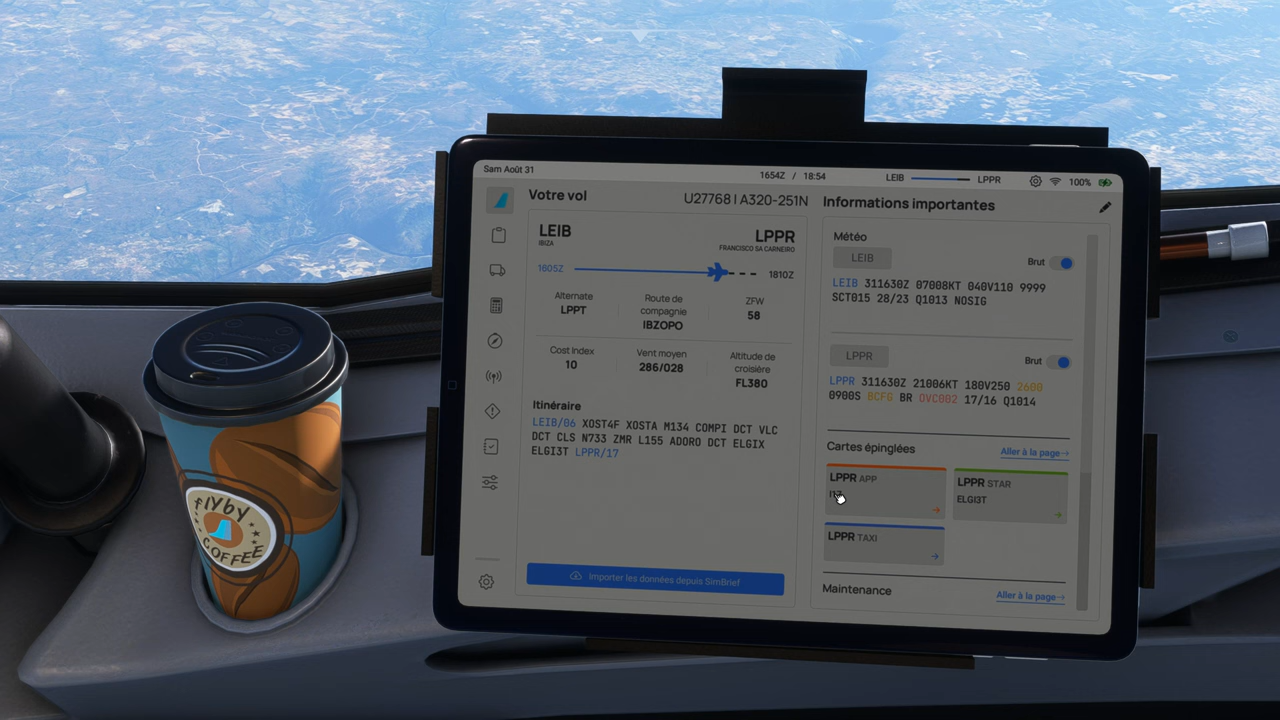 Sam Août 31
1654Z / 18:54
LEIB LPPR
100%
Votre vol
U27768 | A320-251N
LEIB
IBIZA
LPPR
FRANCISCO SA CARNEIRO
1605Z
1810Z
Alternate
LPPT
Route de
compagnie
IBZOPO
ZFW
58
Cost Index
10
Vent moyen
286/028
Altitude de
croisière
FL380
Itinéraire
LEIB/06 XOST4F XOSTA M134 COMPI DCT VLC
DCT CLS N733 ZMR L155 ADORO DCT ELGIX
ELGI3T LPPR/17
Importer les données depuis SimBrief
Informations importantes
Météo
LEIB
Brut
LEIB 311630Z 07008KT 040V110 9999
SCT015 28/23 Q1013 NOSIG
LPPR
Brut
LPPR 311630Z 21006KT 180V250 2600
0900S BCFG BR OVC002 17/16 Q1014
Cartes épinglées
Aller à la page
LPPR APP
LPPR STAR
ELGI3T
LPPR TAXI
Maintenance
Aller à la page
flyby
COFFEE